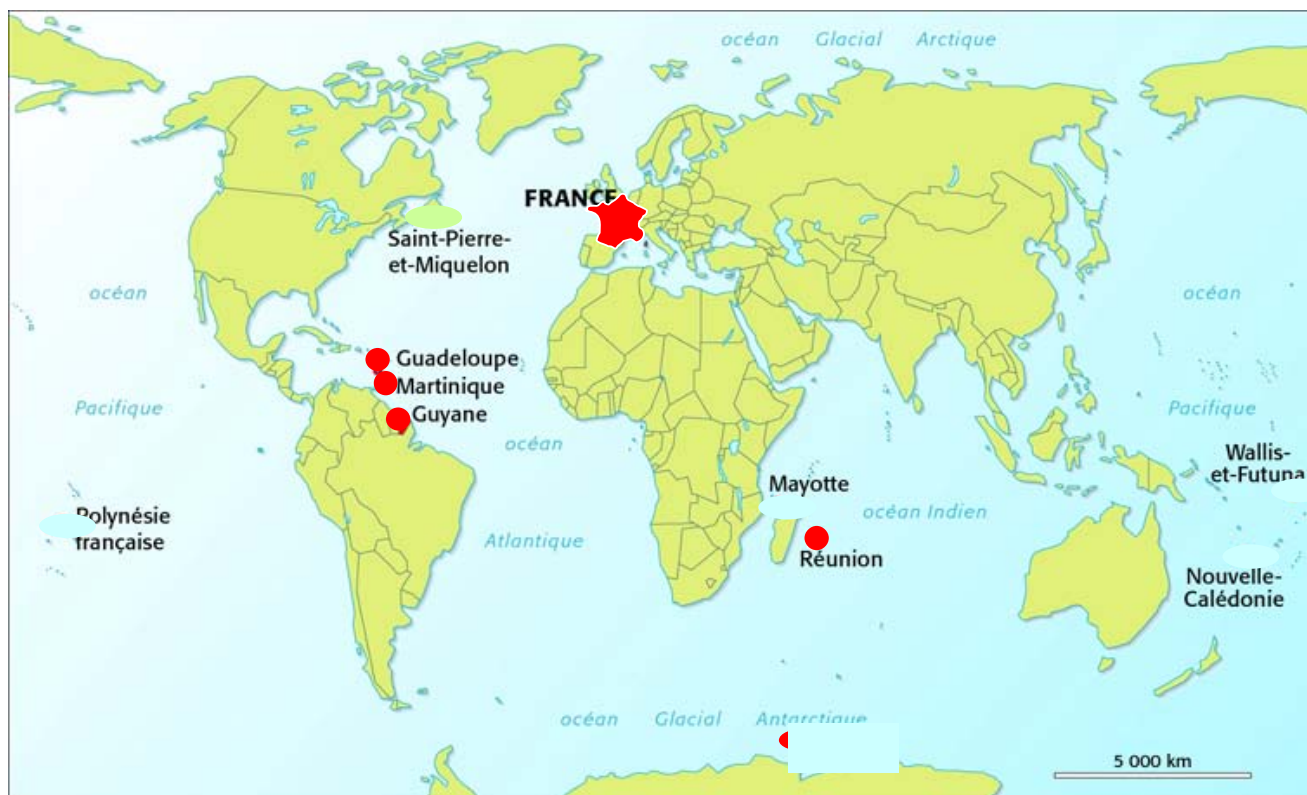 océan Glacial Arctique
FRANCE
Saint-Pierre-
et-Miquelon
océan
océan
Guadeloupe
Martinique
Guyane
Pacifique
Pacifique
océan
Wallis-
et-Futuna
Mayotte
Polynésie
française
océan Indien
Atlantique
Réunion
Nouvelle-
Calédonie
océan Glacial Antarctique
5 000 km